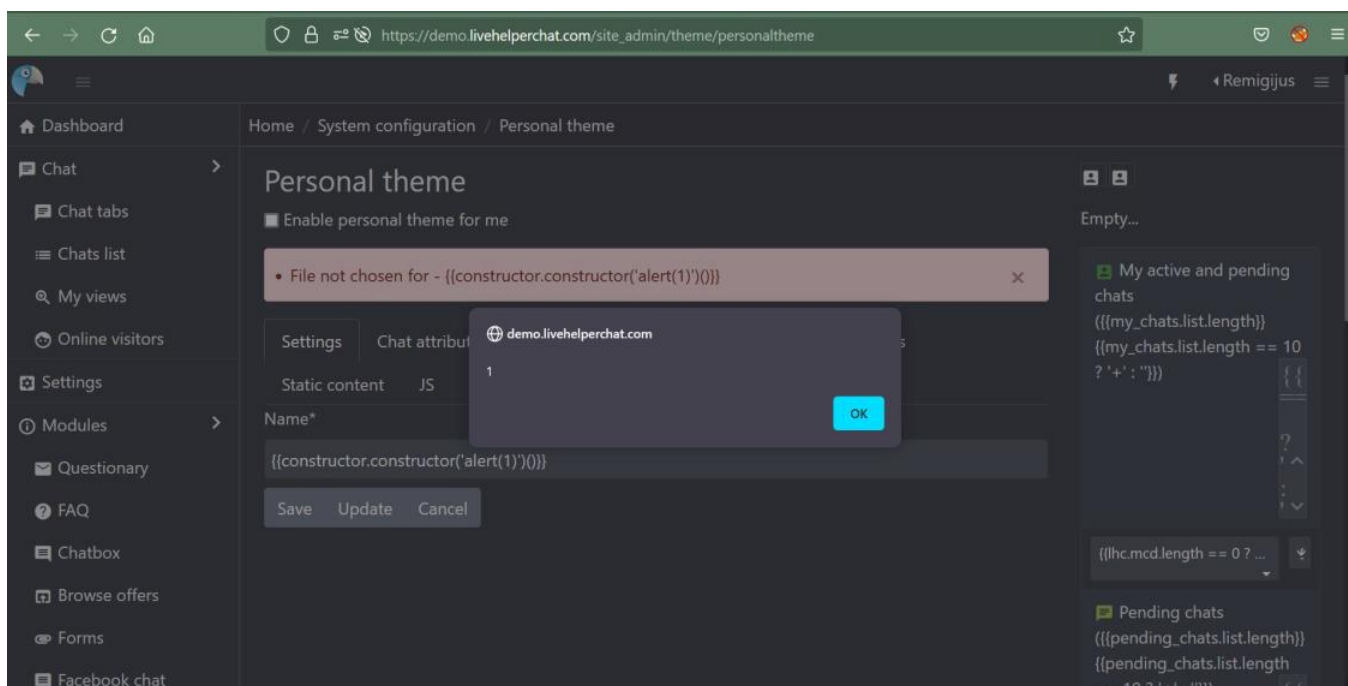 https://demo.livehelperchat.com/site_admin/theme/personaltheme
Remigijus
Dashboard
Home / System configuration / Personal theme
Chat
Chat tabs
Chats list
My views
Online visitors
Settings
Modules
Questionary
FAQ
Chatbox
Browse offers
Forms
Facebook chat
Personal theme
Enable personal theme for me
• File not chosen for - {{constructor.constructor('alert(1)')()}}
×
Settings Chat attribut
Static content JS
demo.livehelperchat.com
1
OK
Name*
{{constructor.constructor('alert(1)')()}}
Save Update Cancel
Empty...
My active and pending
chats
({{my_chats.list.length}}
{{my_chats.list.length == 10
? '+' : ''}})
{{
==
?
'
:
'
{{lhc.mcd.length == 0 ? ...
Pending chats
({{pending_chats.list.length}}
{{pending_chats.list.length